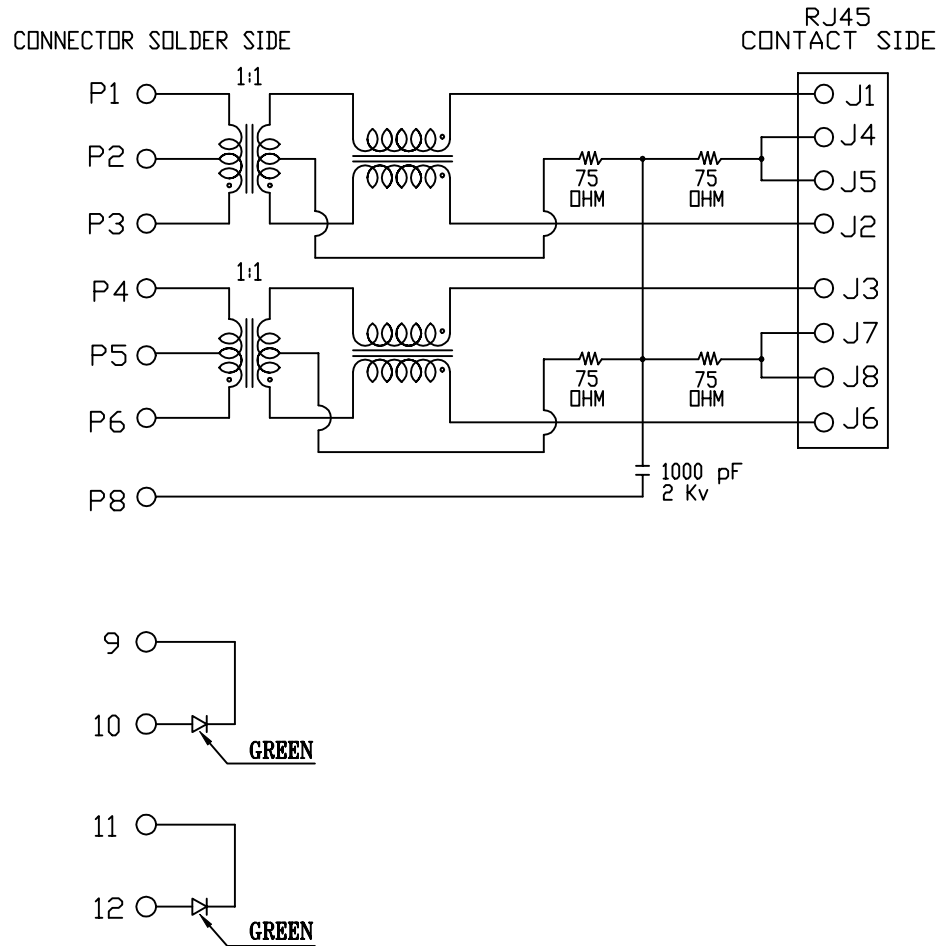 RJ45
CONNECTOR SOLDER SIDE
CONTACT SIDE
1:1
P1
J1
J4
P2
75
OHM
75
OHM
J5
P3
J2
1:1
P4
J3
J7
P5
75
OHM
75
OHM
J8
P6
J6
1000 pF
2 Kv
P8
9
10
GREEN
11
12
GREEN